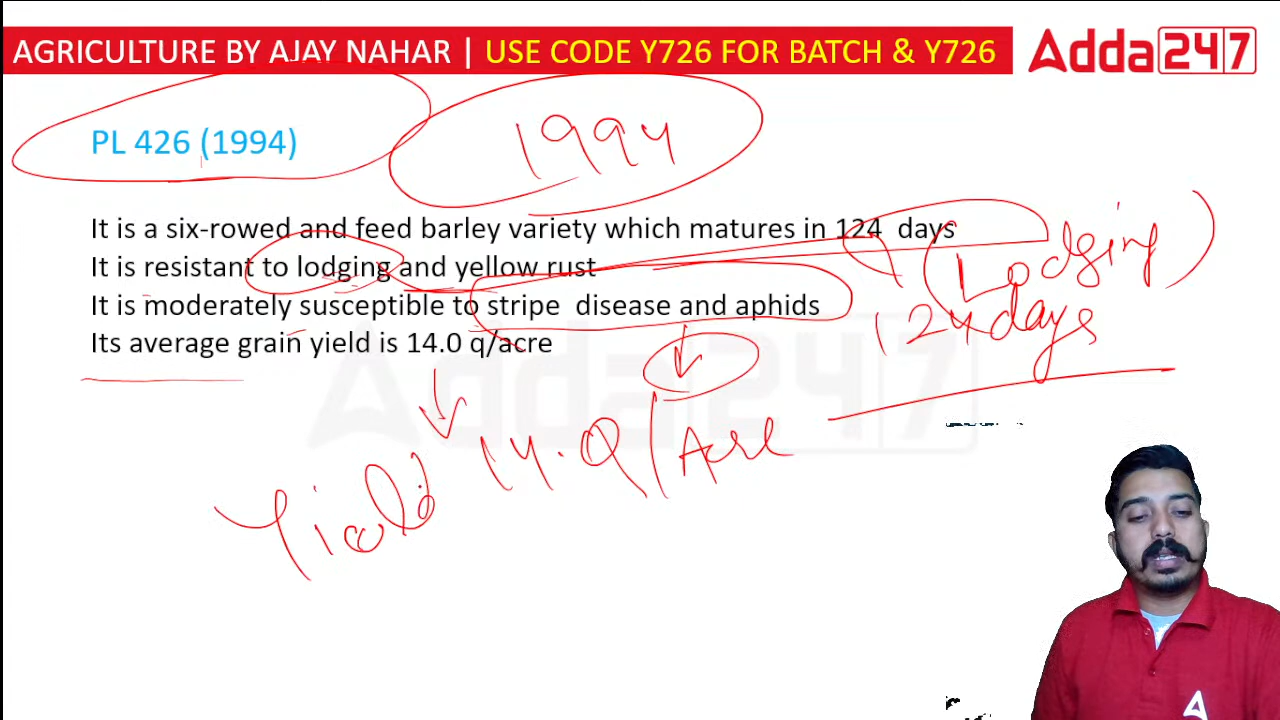 AGRICULTURE BY AJAY NAHAR | USE CODE Y726 FOR BATCH & Y726
Adda247
PL 426 (1994)
1994
It is a six-rowed and feed barley variety which matures in 124 days
It is resistant to lodging and yellow rust
(Lodging)
It is moderately susceptible to stripe disease and aphids
124 days
Its average grain yield is 14.0 q/acre
Adda247
Yield 14. Q/Acre